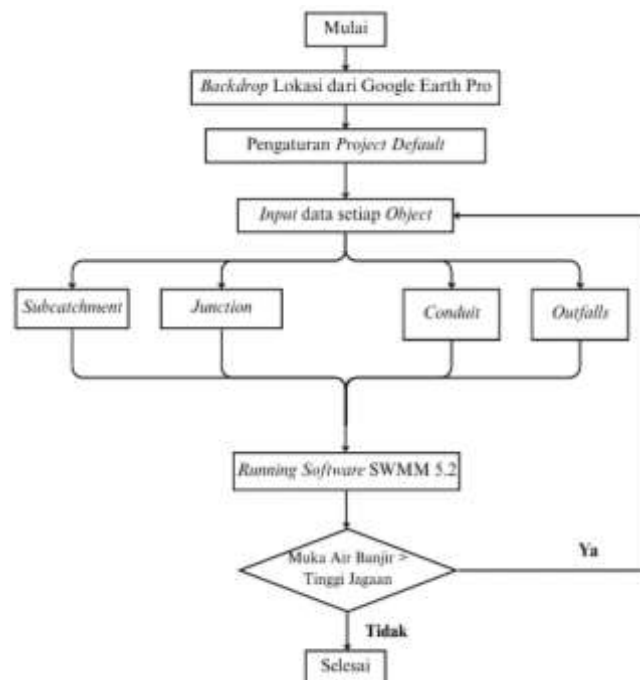 Mulai
Backdrop Lokasi dari Google Earth Pro
Pengaturan Project Default
Input data setiap Object
Subcatchment
Junction
Conduit
Outfalls
Running Software SWMM 5.2
Muka Air Banjir >
Tinggi Jagaan
Ya
Tidak
Selesai